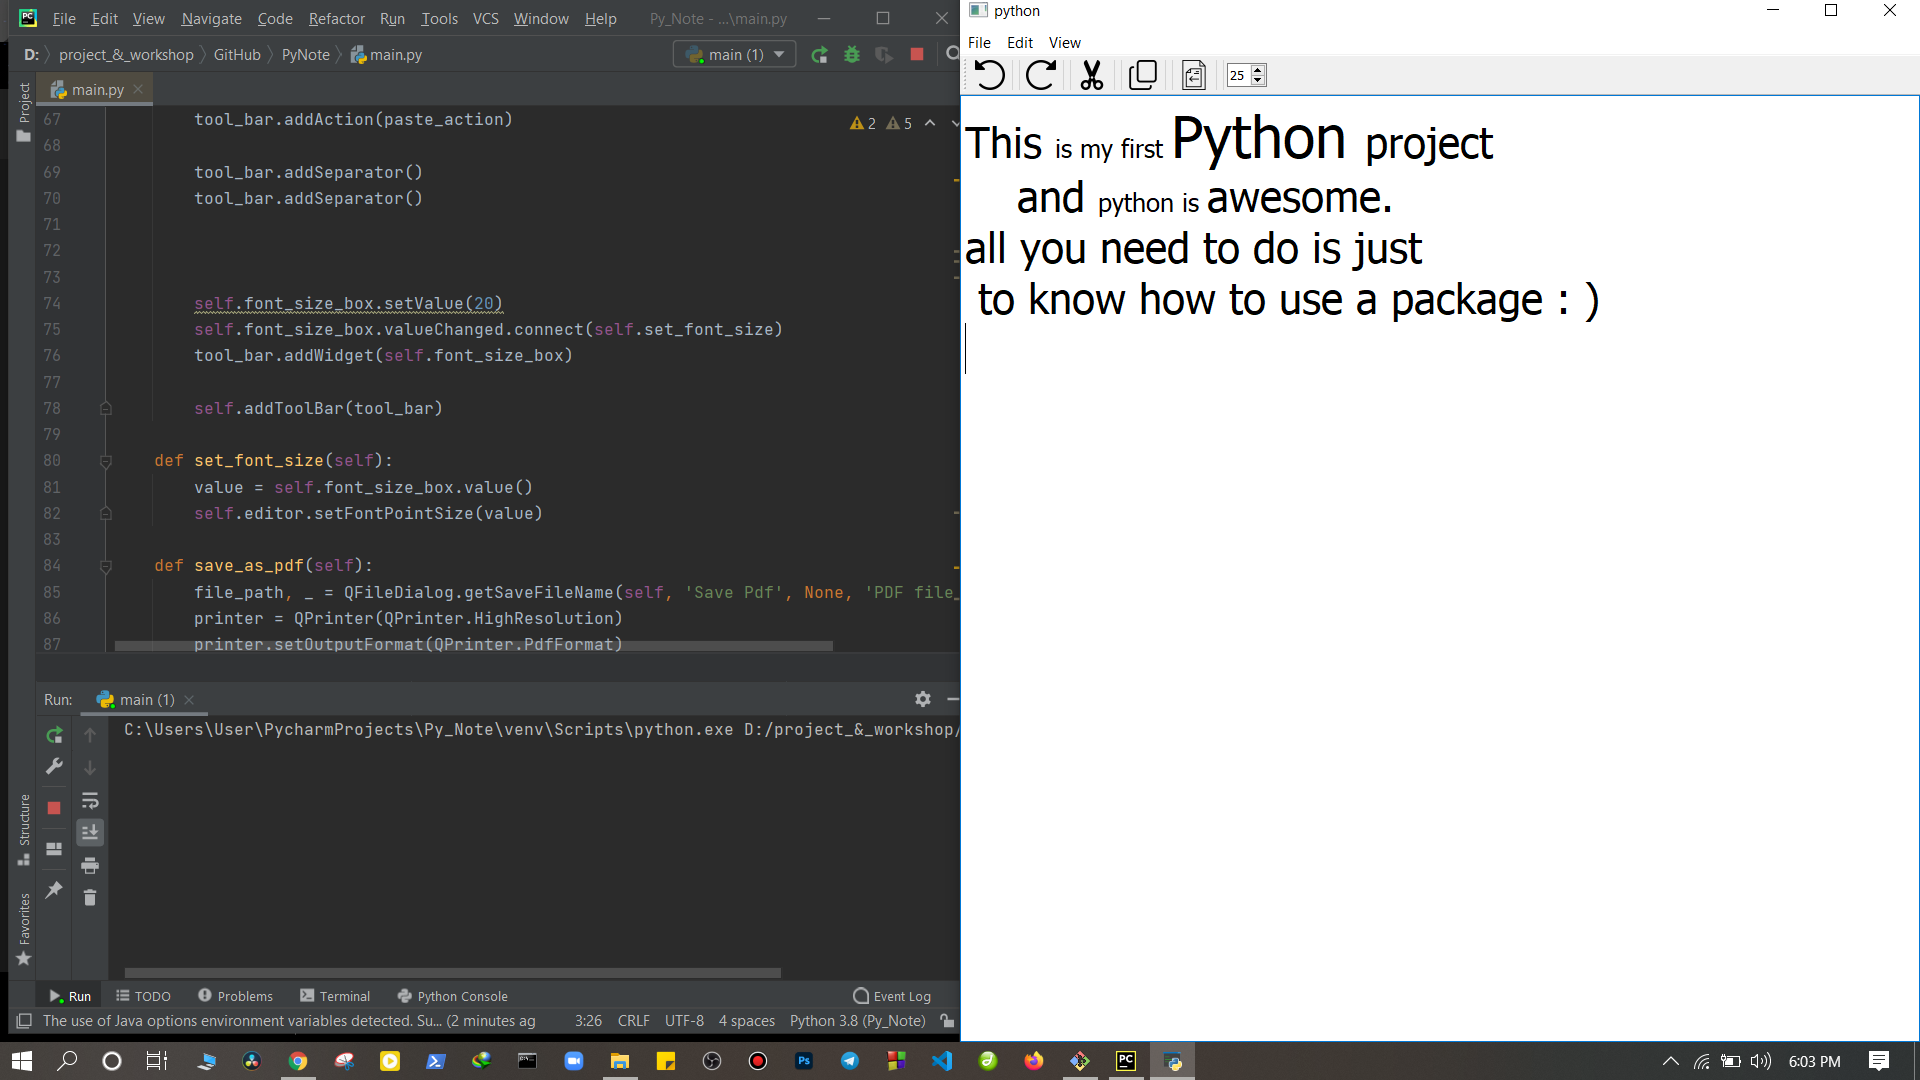 File Edit View Navigate Code Refactor Run Tools VCS Window Help Py_Note - ...\main.py
D: project_&_workshop GitHub PyNote main.py main (1)
Project
main.py
2 5
67 tool_bar.addAction(paste_action)
68
69 tool_bar.addSeparator()
70 tool_bar.addSeparator()
71
72
73
74 self.font_size_box.setValue(20)
75 self.font_size_box.valueChanged.connect(self.set_font_size)
76 tool_bar.addWidget(self.font_size_box)
77
78 self.addToolBar(tool_bar)
79
80 def set_font_size(self):
81 value = self.font_size_box.value()
82 self.editor.setFontPointSize(value)
83
84 def save_as_pdf(self):
85 file_path, _ = QFileDialog.getSaveFileName(self, 'Save Pdf', None, 'PDF file
86 printer = QPrinter(QPrinter.HighResolution)
87 printer.setOutputFormat(QPrinter.PdfFormat)
Run: main (1)
C:\Users\User\PycharmProjects\Py_Note\venv\Scripts\python.exe D:/project_&_workshop/
Structure
Favorites
Run TODO Problems Terminal Python Console Event Log
The use of Java options environment variables detected. Su... (2 minutes ag 3:26 CRLF UTF-8 4 spaces Python 3.8 (Py_Note)
python
File Edit View
25
This is my first Python project
and python is awesome.
all you need to do is just
to know how to use a package : )
6:03 PM